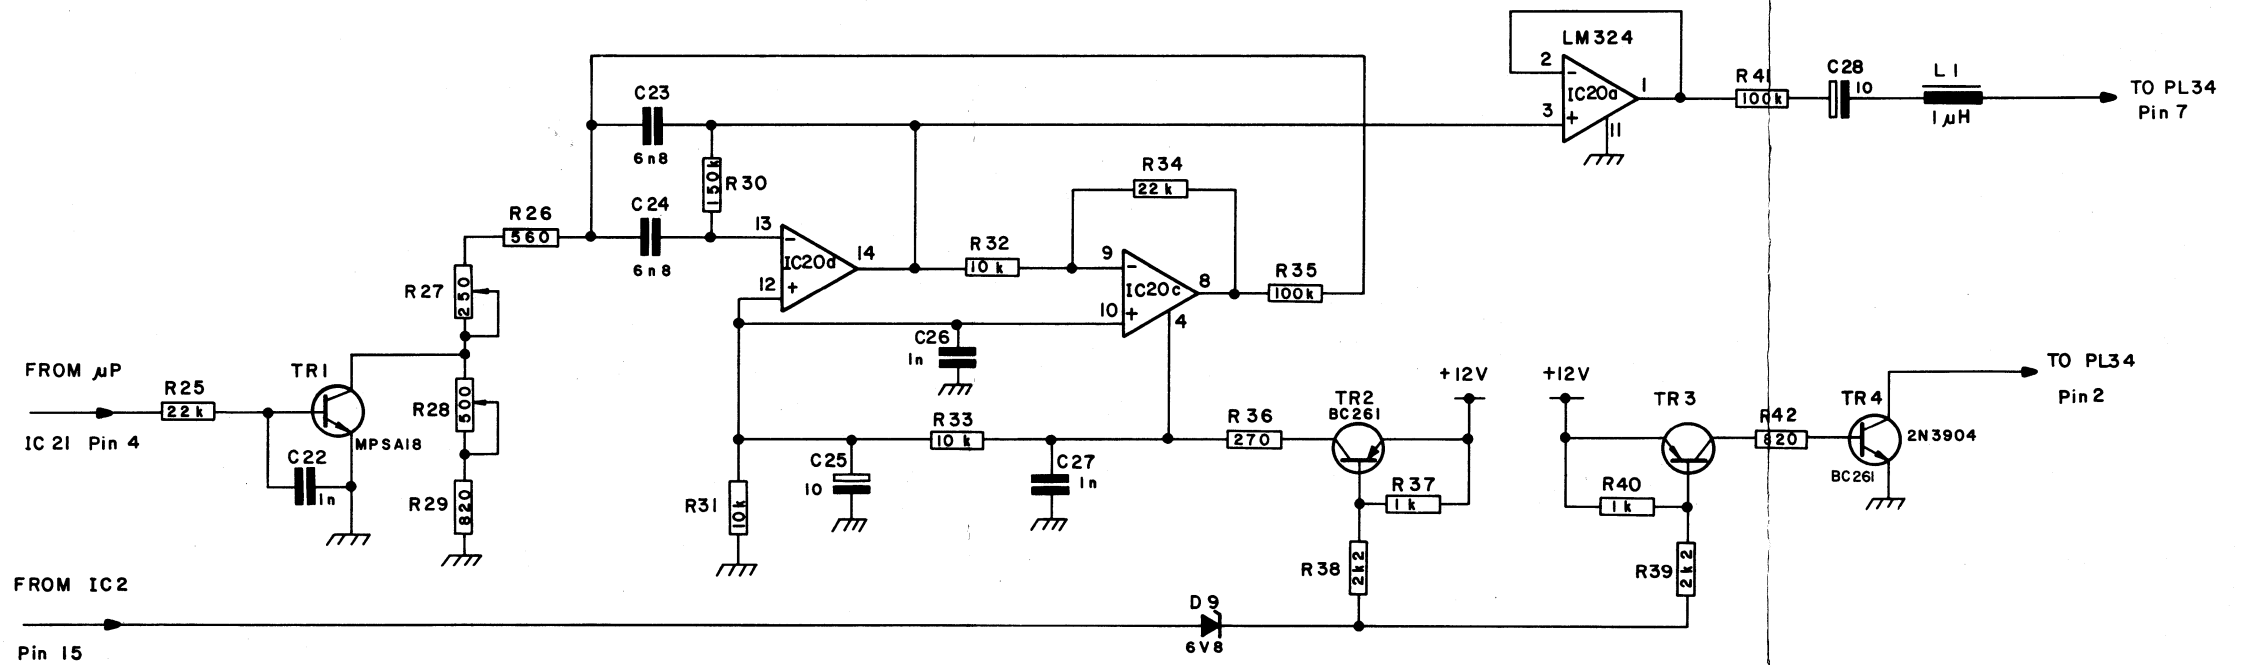 LM324
2
-
IC20a
1
3
+
11
R41
100k
C28
10
L1
1µH
TO PL34
Pin 7
C23
6n8
R30
150k
C24
6n8
R26
560
R27
250
13
-
IC20d
14
12
+
R32
10k
R34
22k
9
-
IC20c
8
10
+
4
R35
100k
C26
1n
FROM µP
IC21 Pin 4
R25
22k
TR1
MPSA18
C22
1n
R28
500
R29
820
R31
10k
C25
10
R33
10k
C27
1n
R36
270
TR2
BC261
+12V
R37
1k
R38
2k2
+12V
TR3
R40
1k
R39
2k2
R42
820
TR4
2N3904
BC261
TO PL34
Pin 2
FROM IC2
Pin 15
D9
6V8